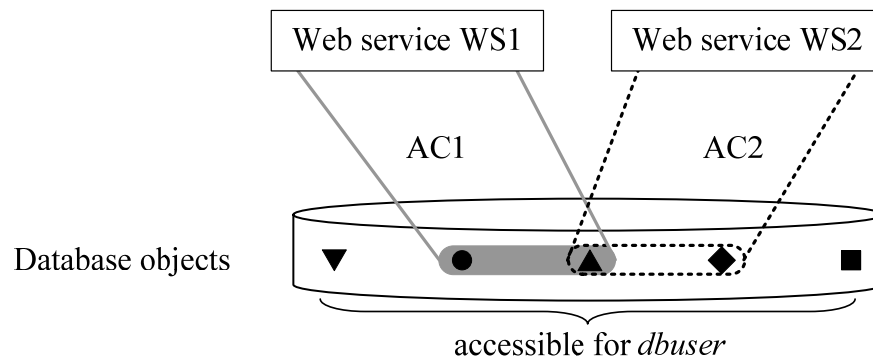 Web service WS1
Web service WS2
AC1
AC2
Database objects
accessible for dbuser